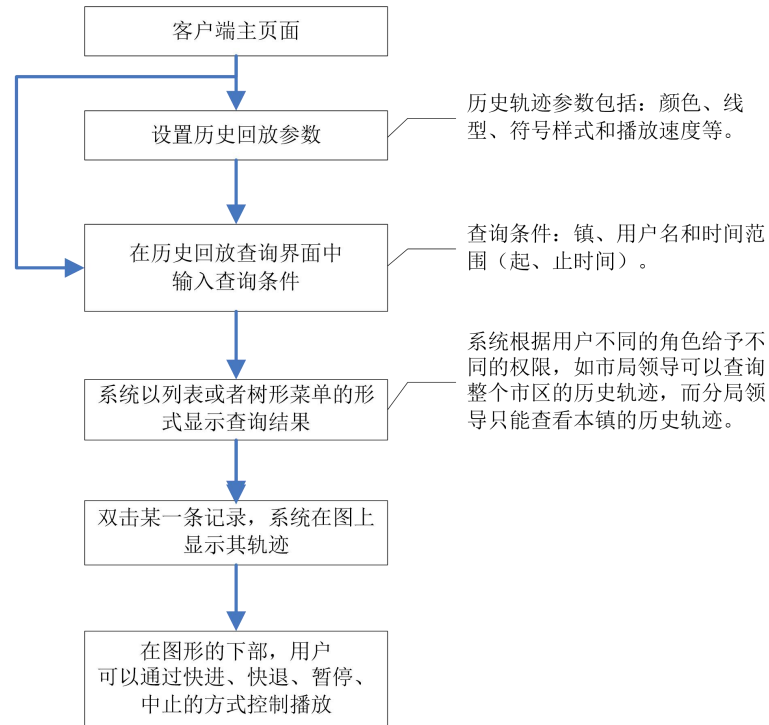 客户端主页面
设置历史回放参数
历史轨迹参数包括：颜色、线
型、符号样式和播放速度等。
在历史回放查询界面中
输入查询条件
查询条件：镇、用户名和时间范
围（起、止时间）。
系统以列表或者树形菜单的形
式显示查询结果
系统根据用户不同的角色给予不
同的权限，如市局领导可以查询
整个市区的历史轨迹，而分局领
导只能查看本镇的历史轨迹。
双击某一条记录，系统在图上
显示其轨迹
在图形的下部，用户
可以通过快进、快退、暂停、
中止的方式控制播放